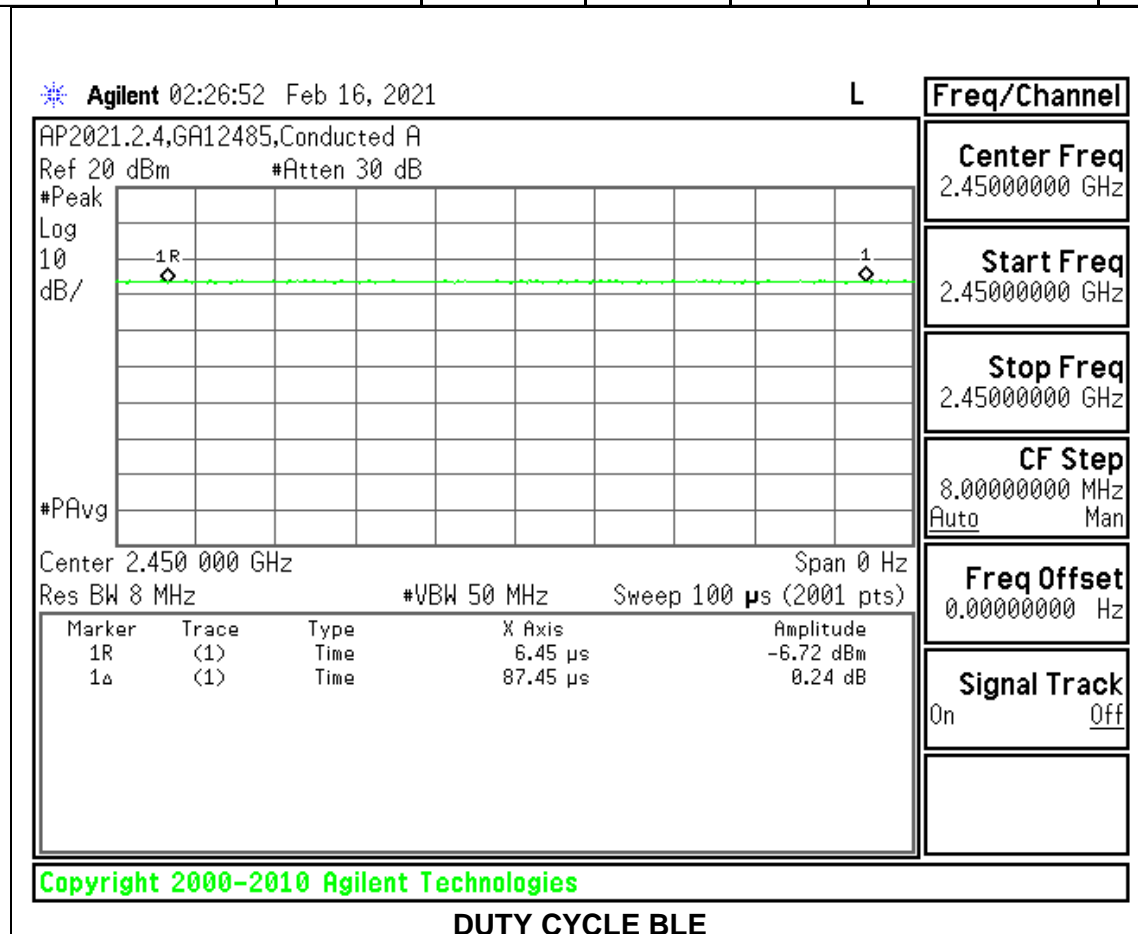 Agilent 02:26:52 Feb 16, 2021 L
AP2021.2.4,GA12485,Conducted A
Ref 20 dBm #Atten 30 dB
#Peak
Log
10
dB/
1R
1
#PAvg
Center 2.450 000 GHz Span 0 Hz
Res BW 8 MHz #VBW 50 MHz Sweep 100 µs (2001 pts)
Marker Trace Type X Axis Amplitude
1R (1) Time 6.45 µs -6.72 dBm
1Δ (1) Time 87.45 µs 0.24 dB
Freq/Channel
Center Freq
2.45000000 GHz
Start Freq
2.45000000 GHz
Stop Freq
2.45000000 GHz
CF Step
8.00000000 MHz
Auto Man
Freq Offset
0.00000000 Hz
Signal Track
On Off
Copyright 2000-2010 Agilent Technologies
DUTY CYCLE BLE